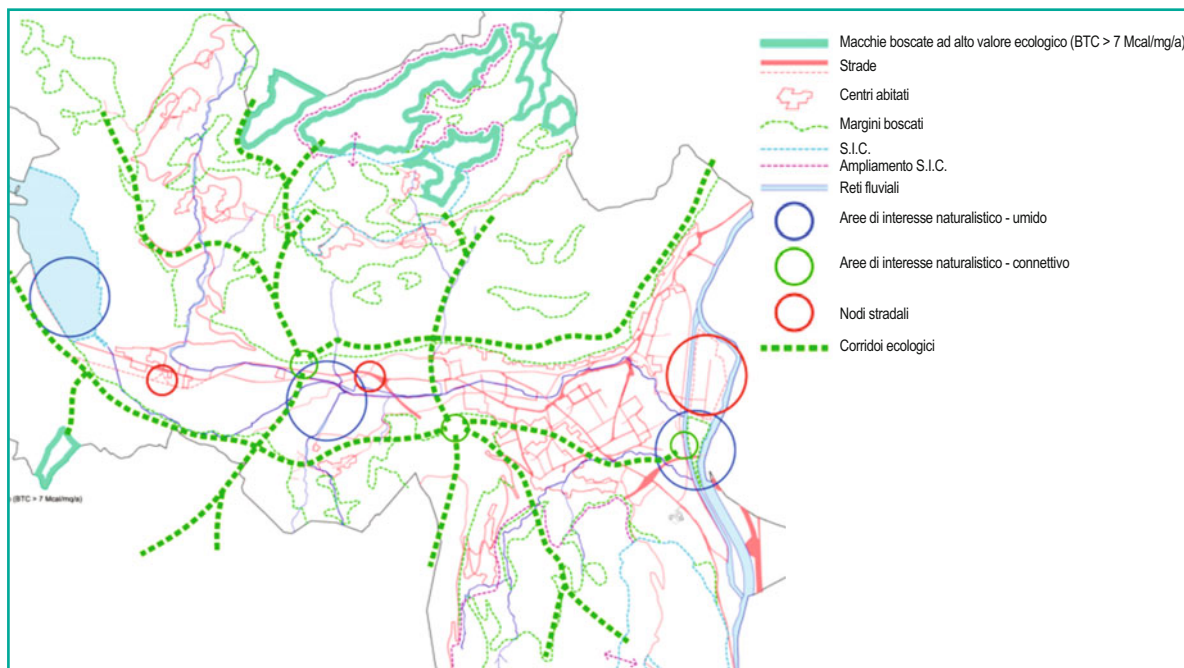 Macchie boscate ad alto valore ecologico (BTC > 7 Mcal/mg/a)
Strade
Centri abitati
Margini boscati
S.I.C.
Ampliamento S.I.C.
Reti fluviali
Aree di interesse naturalistico - umido
Aree di interesse naturalistico - connettivo
Nodi stradali
Corridoi ecologici
(BTC > 7 Mcal/mq/a)